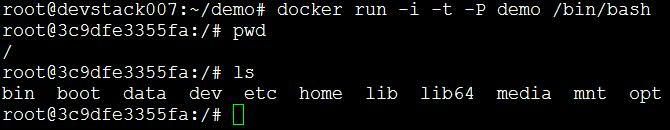 root@devstack007:~/demo# docker run -i -t -P demo /bin/bash
root@3c9dfe3355fa:/# pwd
/
root@3c9dfe3355fa:/# ls
bin  boot  data  dev  etc  home  lib  lib64  media  mnt  opt
root@3c9dfe3355fa:/#